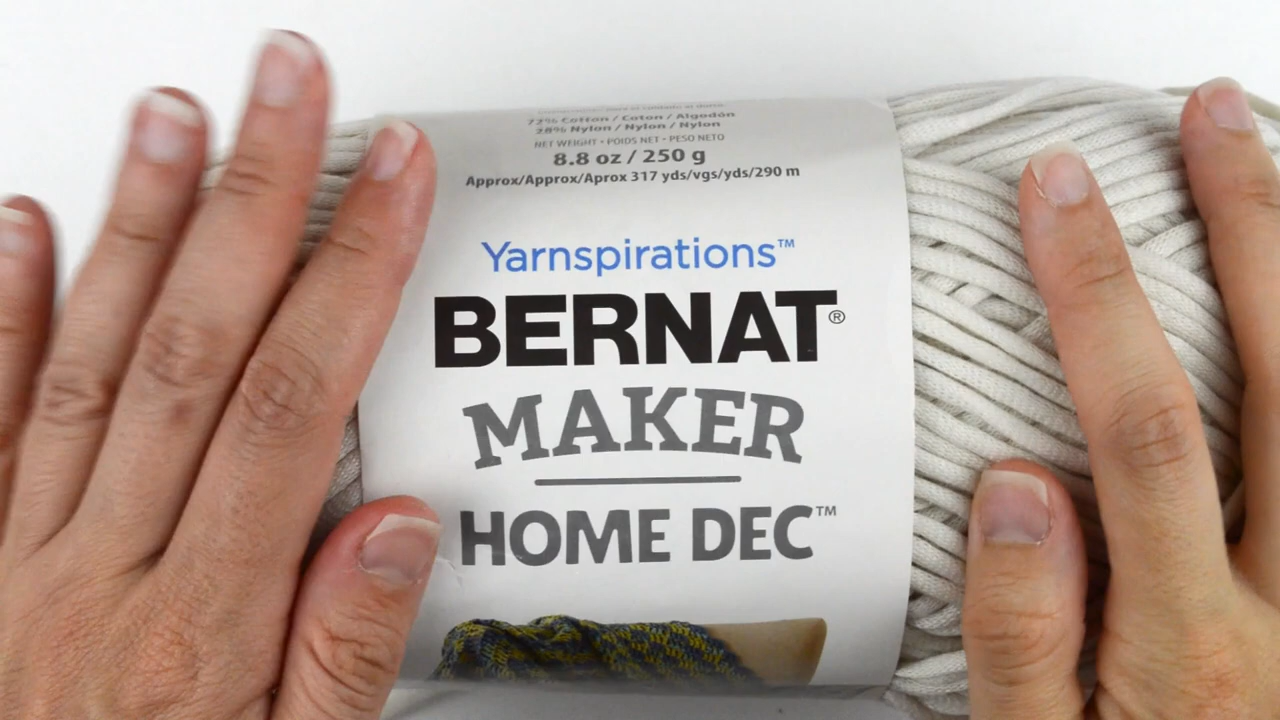 72% Cotton / Coton / Algodón
28% Nylon / Nylon / Nylon
NET WEIGHT • POIDS NET • PESO NETO
8.8 oz / 250 g
Approx/Approx/Aprox 317 yds/vgs/yds/290 m
Yarnspirations™
BERNAT®
MAKER
HOME DEC™